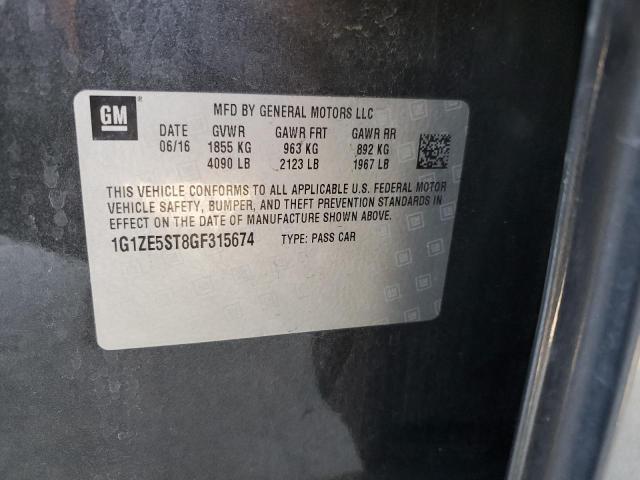 GM ® MFD BY GENERAL MOTORS LLC
DATE GVWR GAWR FRT GAWR RR
06/16 1855 KG 963 KG 892 KG
4090 LB 2123 LB 1967 LB
THIS VEHICLE CONFORMS TO ALL APPLICABLE U.S. FEDERAL MOTOR
VEHICLE SAFETY, BUMPER, AND THEFT PREVENTION STANDARDS IN
EFFECT ON THE DATE OF MANUFACTURE SHOWN ABOVE.
1G1ZE5ST8GF315674 TYPE: PASS CAR